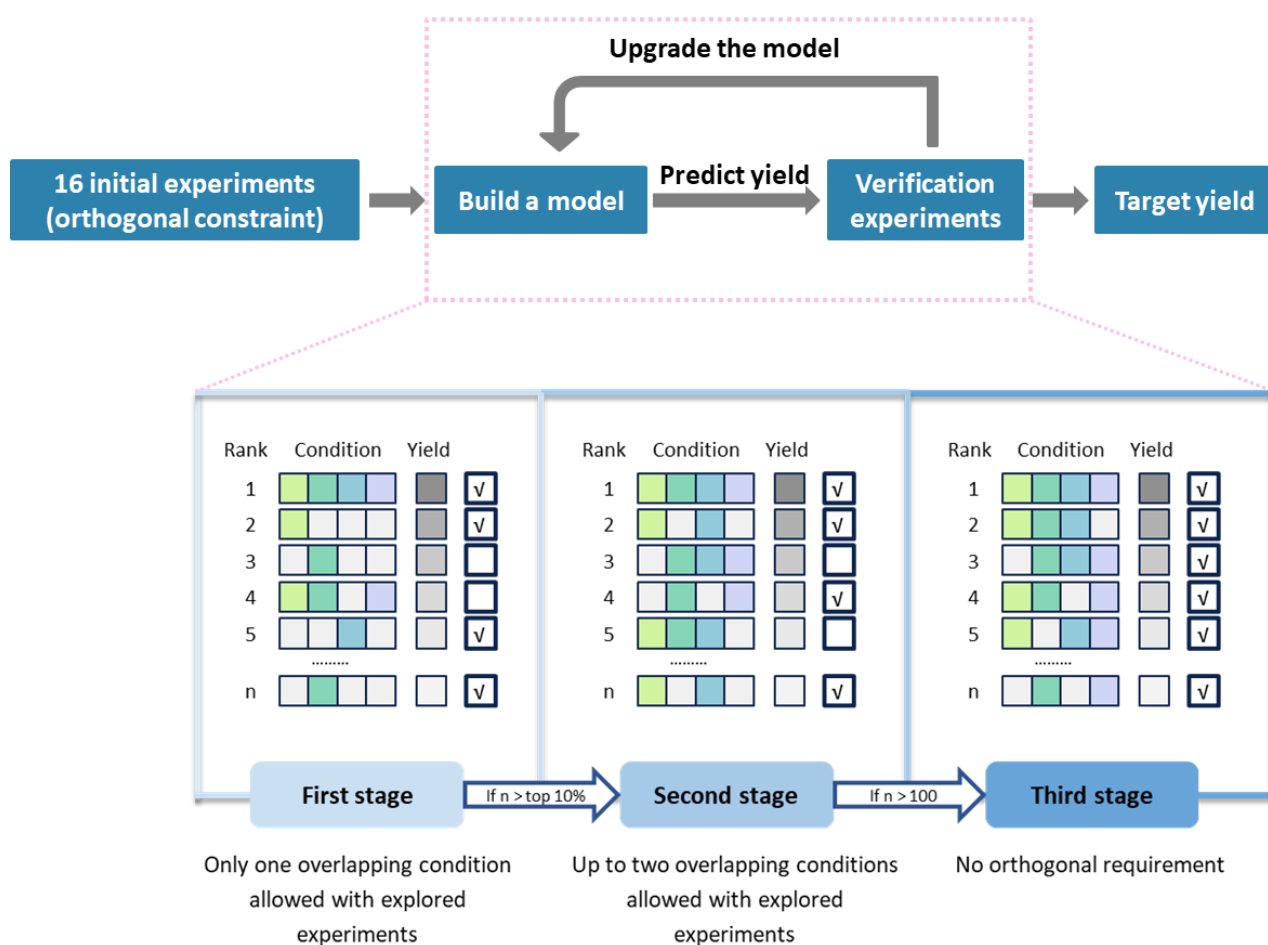 Upgrade the model
16 initial experiments
(orthogonal constraint)
Build a model
Predict yield
Verification
experiments
Target yield
Rank Condition Yield
1 √
2 √
3
4
5 √
.........
n √
Rank Condition Yield
1 √
2 √
3
4 √
5
.........
n √
Rank Condition Yield
1 √
2 √
3 √
4 √
5 √
.........
n √
First stage
If n > top 10%
Second stage
If n > 100
Third stage
Only one overlapping condition
allowed with explored
experiments
Up to two overlapping conditions
allowed with explored
experiments
No orthogonal requirement